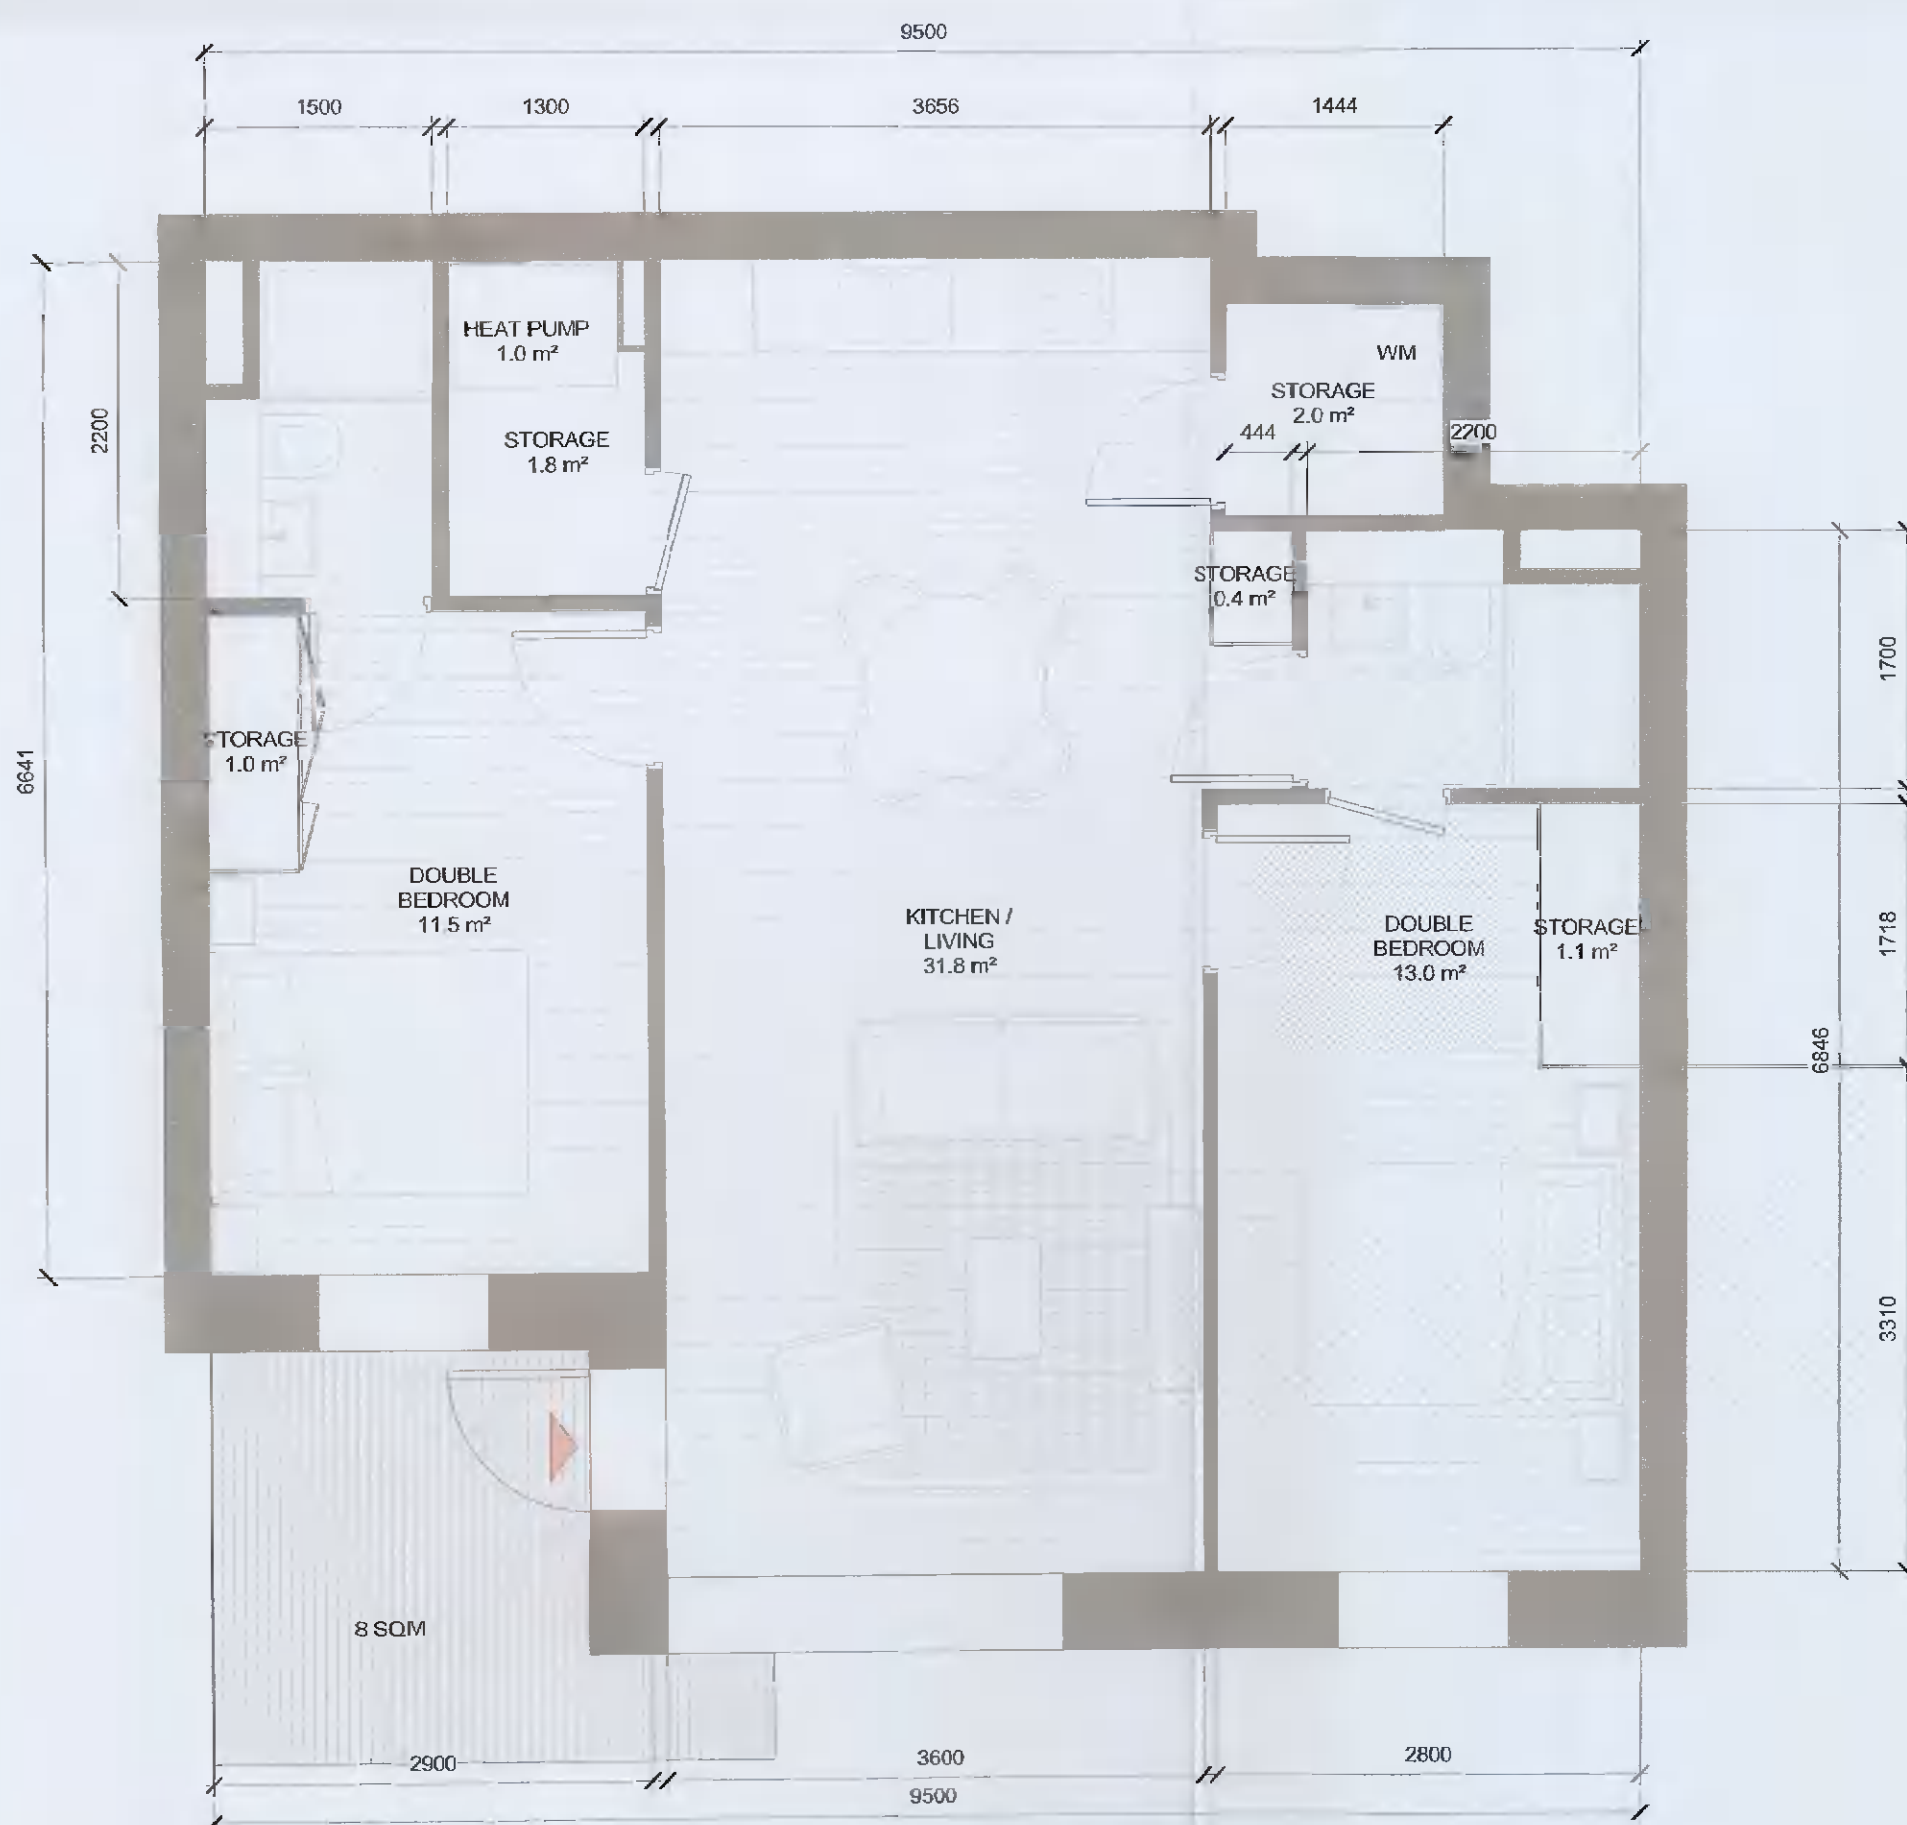 9500
1500
1300
3656
1444
HEAT PUMP
1.0 m²
WM
STORAGE
2.0 m²
2200
STORAGE
1.8 m²
444
2200
STORAGE
0.4 m²
1700
6641
STORAGE
1.0 m²
DOUBLE
BEDROOM
11.5 m²
KITCHEN /
LIVING
31.8 m²
DOUBLE
BEDROOM
13.0 m²
STORAGE
1.1 m²
1718
6846
3310
8 SQM
2900
3600
2800
9500